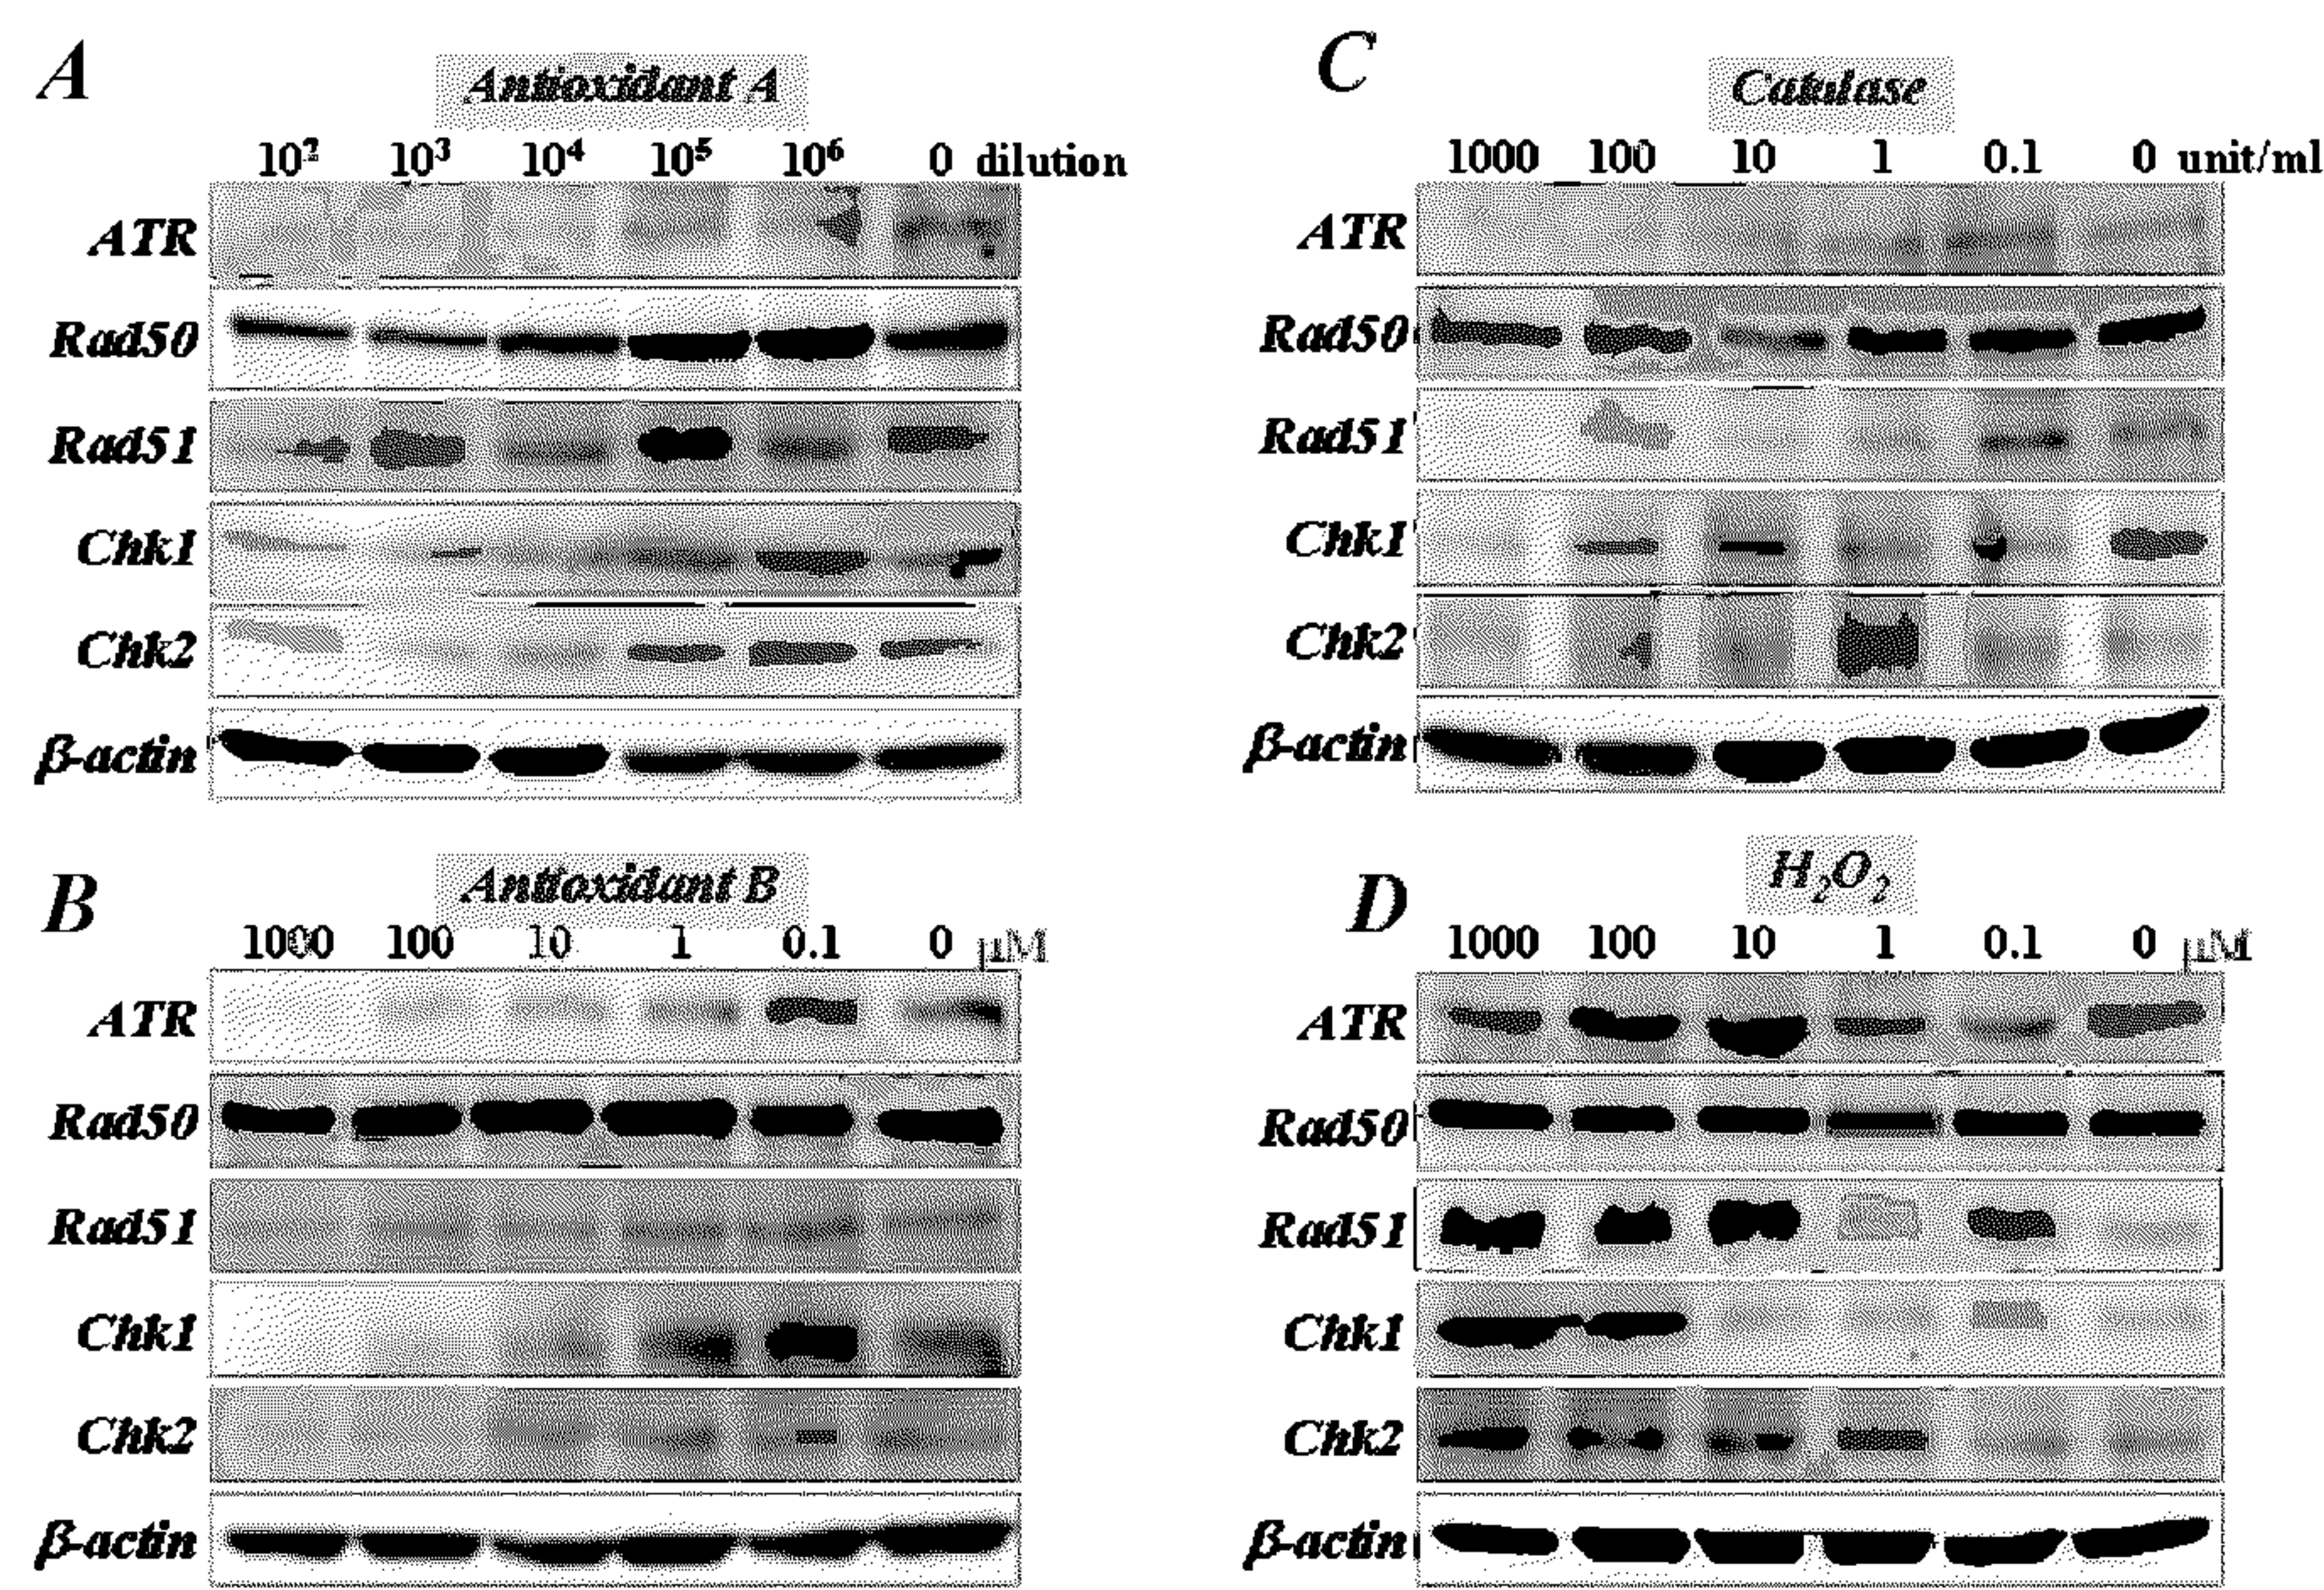 A
Antioxidant A
10² 10³ 10⁴ 10⁵ 10⁶ 0 dilution
ATR
Rad50
Rad51
Chk1
Chk2
β-actin
B
Antioxidant B
1000 100 10 1 0.1 0 μM
ATR
Rad50
Rad51
Chk1
Chk2
β-actin
C
Catalase
1000 100 10 1 0.1 0 unit/ml
ATR
Rad50
Rad51
Chk1
Chk2
β-actin
D
H₂O₂
1000 100 10 1 0.1 0 μM
ATR
Rad50
Rad51
Chk1
Chk2
β-actin